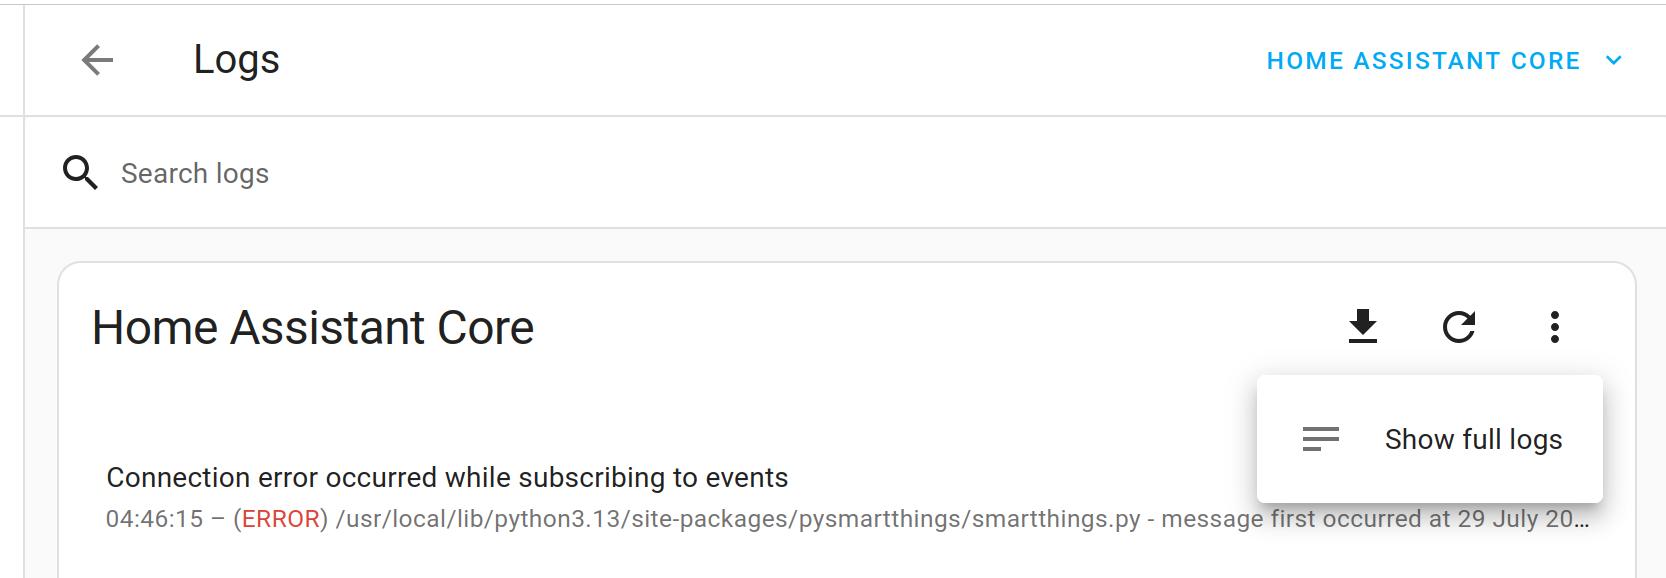 Logs
HOME ASSISTANT CORE
Search logs
Home Assistant Core
Show full logs
Connection error occurred while subscribing to events
04:46:15 – (ERROR) /usr/local/lib/python3.13/site-packages/pysmartthings/smartthings.py - message first occurred at 29 July 20...